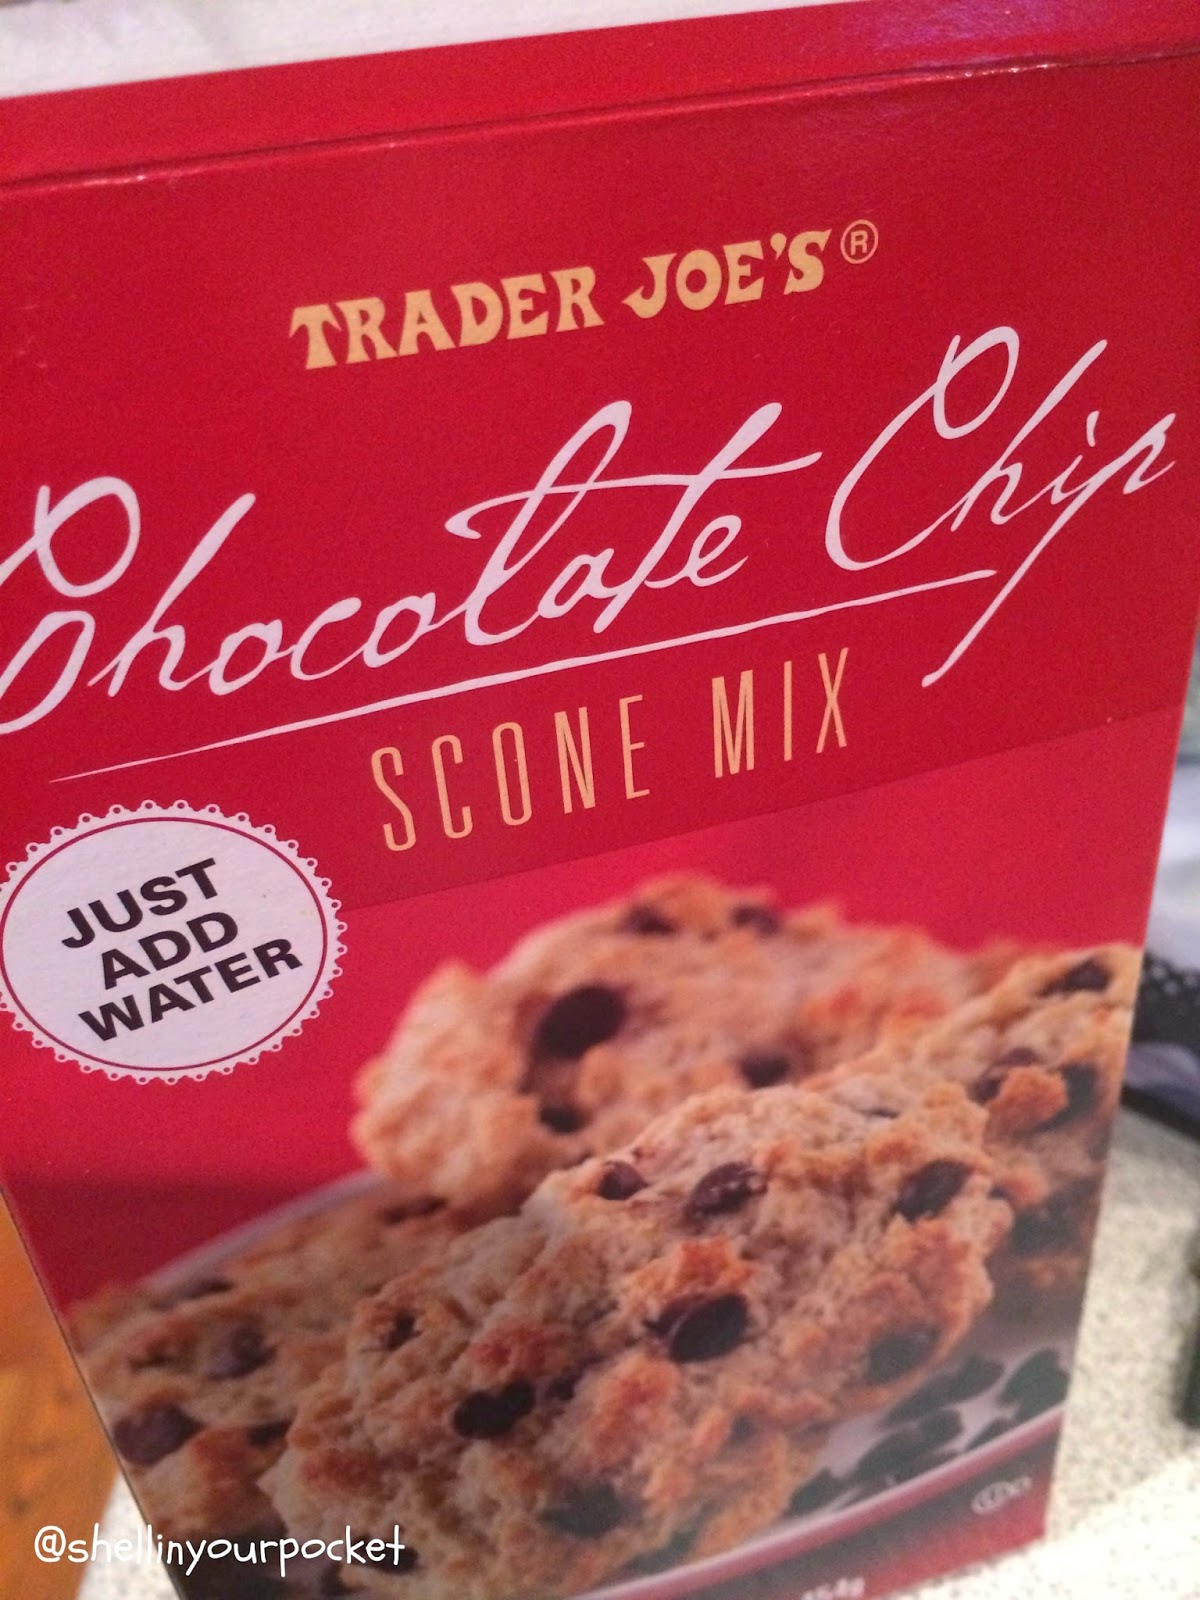 TRADER JOE'S®
Chocolate Chip
SCONE MIX
JUST
ADD
WATER
@shellinyourpocket